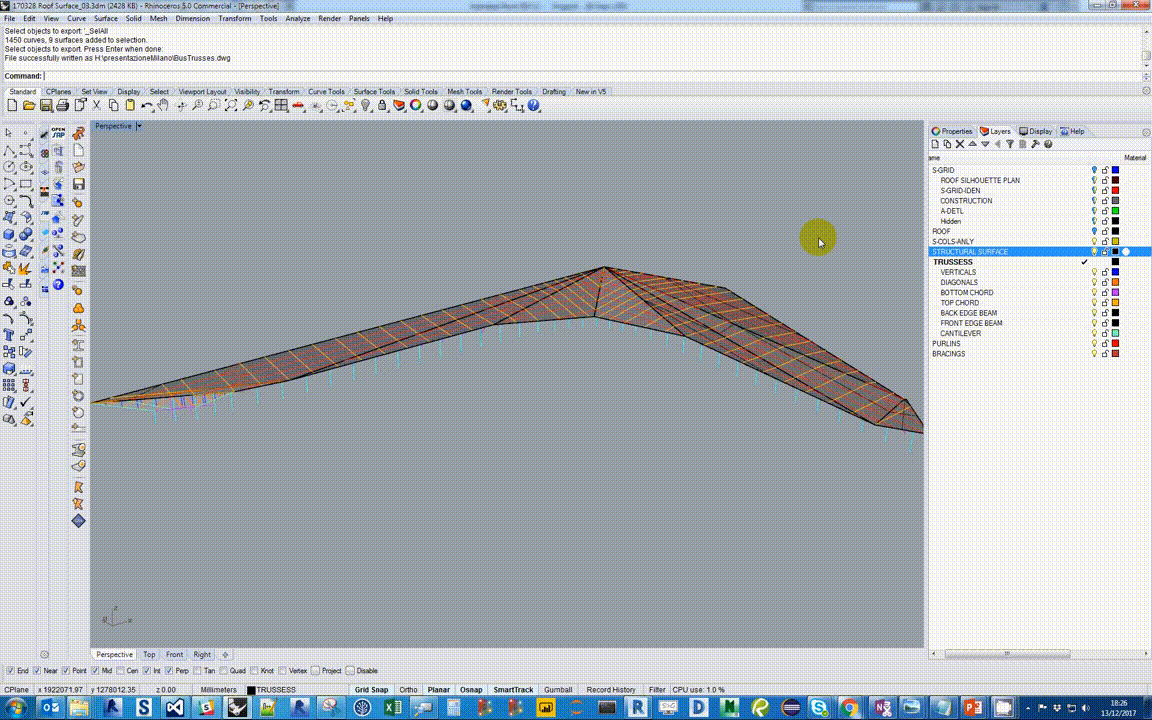 170328 Roof Surface_03.3dm (2428 KB) - Rhinoceros 5.0 Commercial - [Perspective]
File Edit View Curve Surface Solid Mesh Dimension Transform Tools Analyze Render Panels Help
Select objects to export: '_SelAll
1450 curves, 9 surfaces added to selection.
Select objects to export. Press Enter when done:
File successfully written as H:\presentazioneMilano\BusTrusses.dwg
Command:
Standard CPlanes Set View Display Select Viewport Layout Visibility Transform Curve Tools Surface Tools Solid Tools Mesh Tools Render Tools Drafting New in V5
Perspective
OPEN
SAP
Properties Layers Display Help
ame Material
S-GRID
ROOF SILHOUETTE PLAN
S-GRID-IDEN
CONSTRUCTION
A-DETL
Hidden
ROOF
S-COLS-ANLY
STRUCTURAL SURFACE
TRUSSESS
VERTICALS
DIAGONALS
BOTTOM CHORD
TOP CHORD
BACK EDGE BEAM
FRONT EDGE BEAM
CANTILEVER
PURLINS
BRACINGS
z
x
Perspective Top Front Right
End Near Point Mid Cen Int Perp Tan Quad Knot Vertex Project Disable
CPlane x 1922071.97 y 1278012.35 z 0.00 Millimeters TRUSSESS Grid Snap Ortho Planar Osnap SmartTrack Gumball Record History Filter CPU use: 1.0 %
18:26
13/12/2017